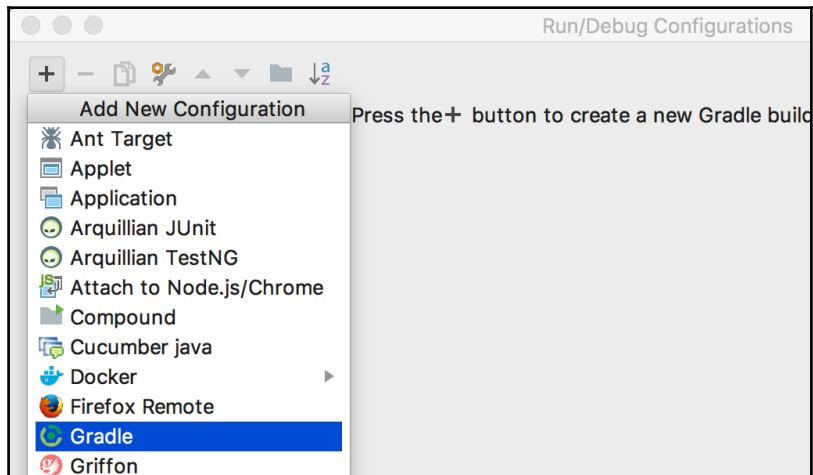 Run/Debug Configurations
Add New Configuration
Press the + button to create a new Gradle build
Ant Target
Applet
Application
Arquillian JUnit
Arquillian TestNG
Attach to Node.js/Chrome
Compound
Cucumber java
Docker
Firefox Remote
Gradle
Griffon